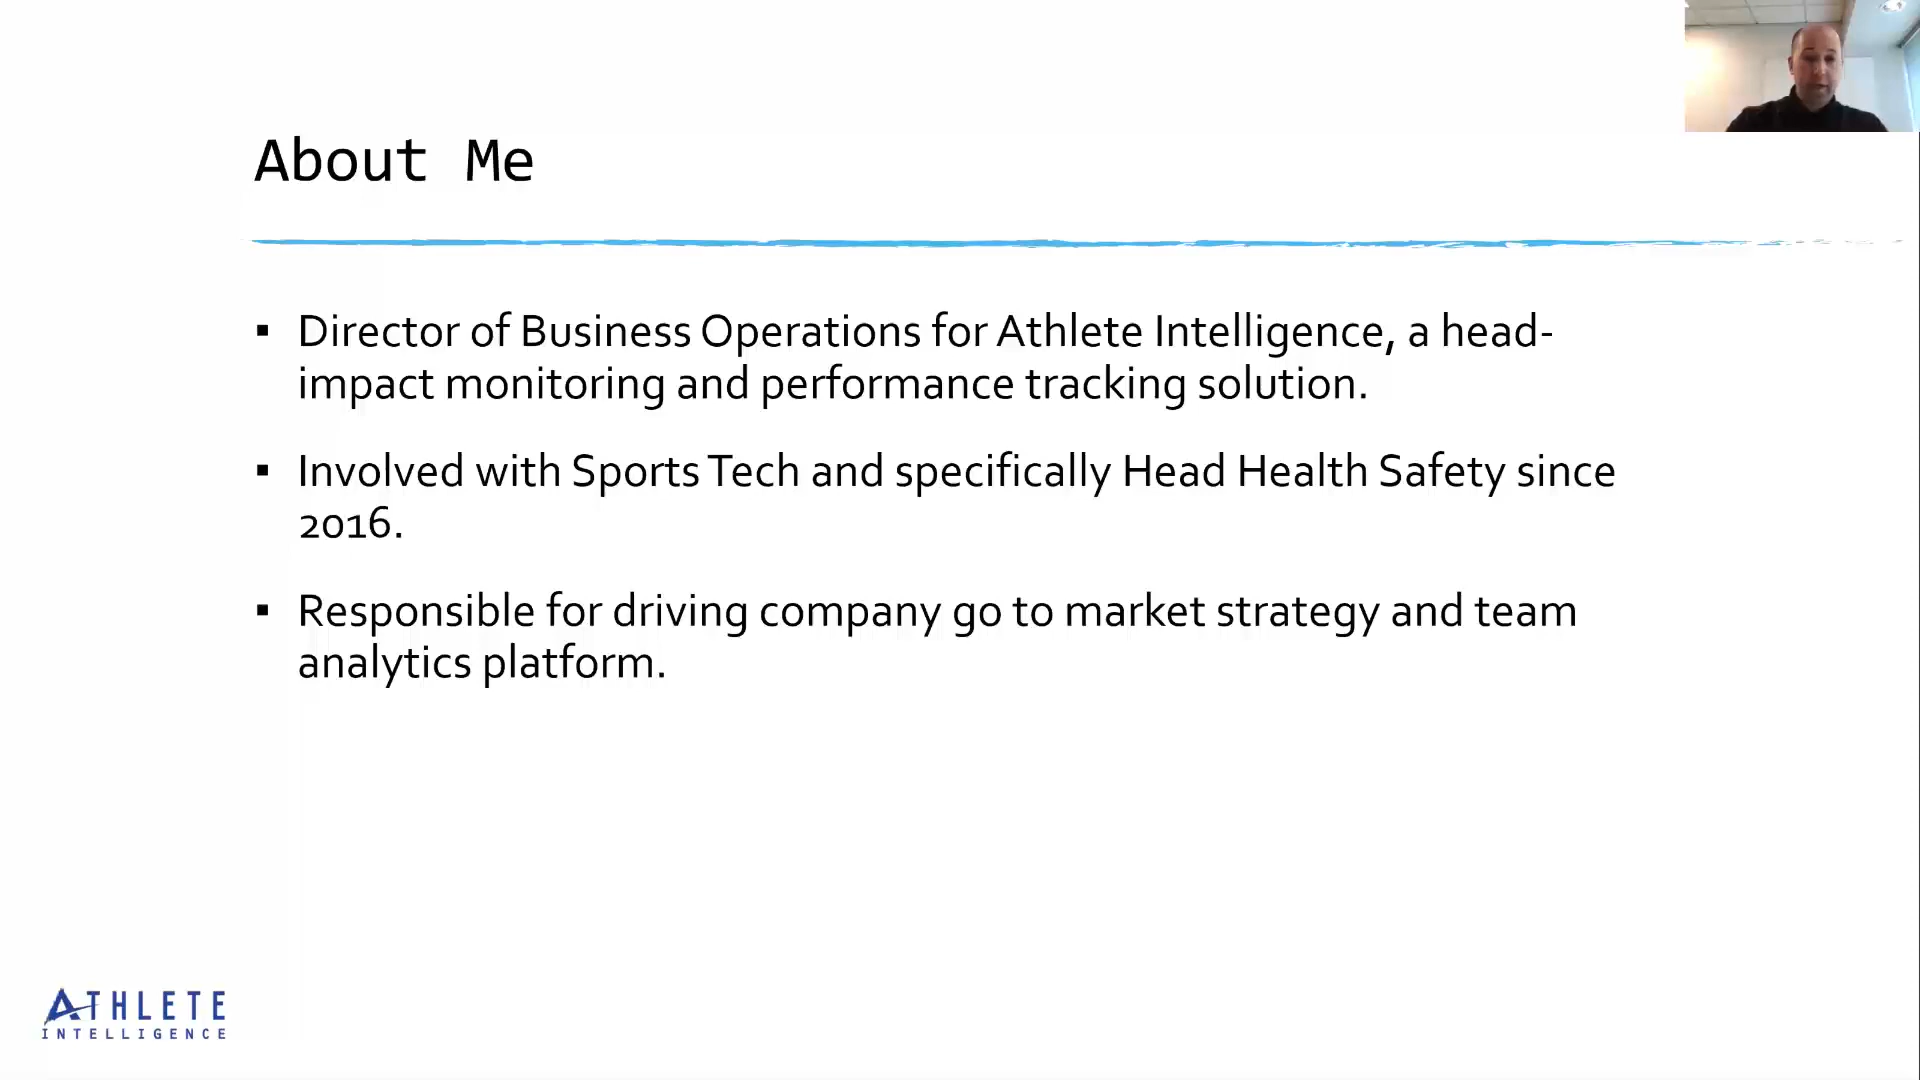 About Me
▪ Director of Business Operations for Athlete Intelligence, a head-
impact monitoring and performance tracking solution.
▪ Involved with Sports Tech and specifically Head Health Safety since
2016.
▪ Responsible for driving company go to market strategy and team
analytics platform.
ATHLETE
INTELLIGENCE